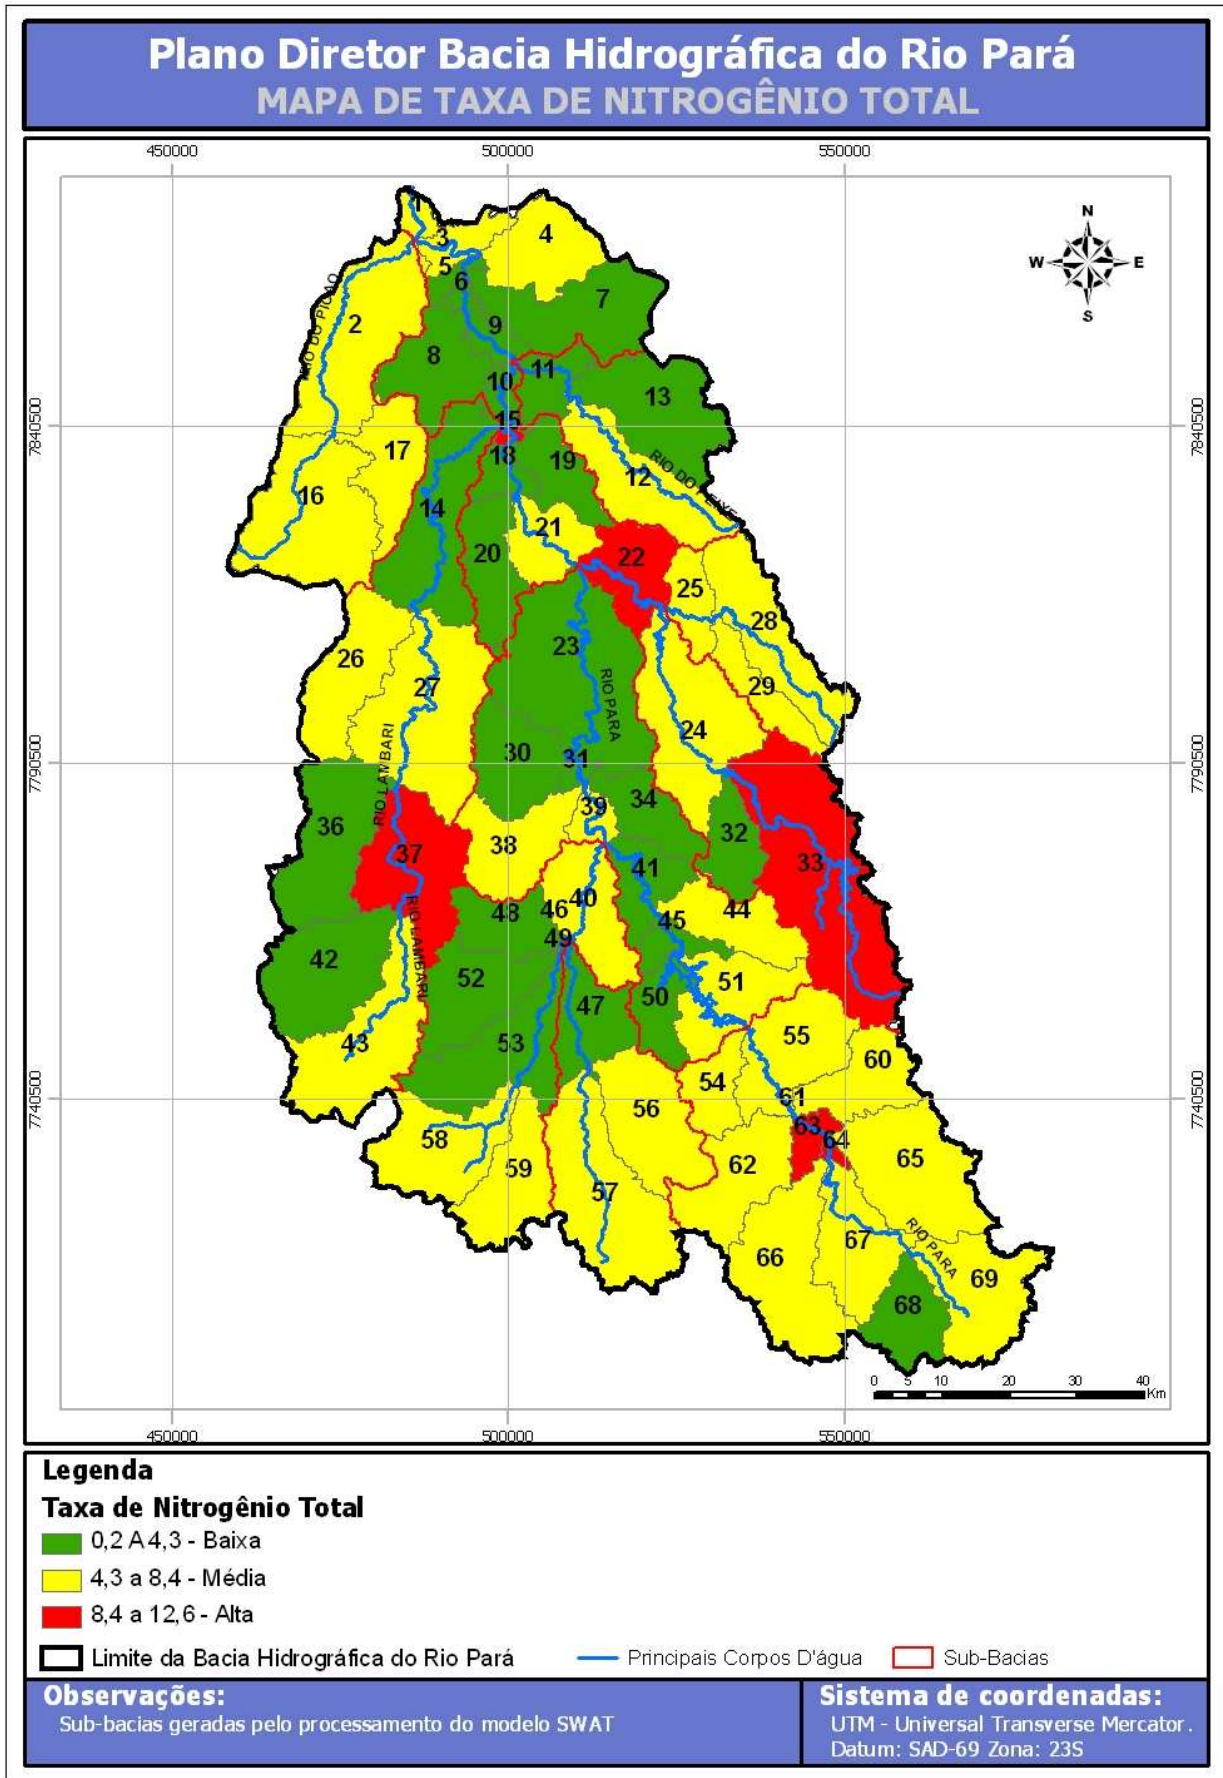 Plano Diretor Bacia Hidrográfica do Rio Pará
MAPA DE TAXA DE NITROGÊNIO TOTAL
450000 500000 550000
N
W E
S
1
3 4
5
6
7
2 9
8
11
10 13
15
17 18 19
RIO DO PICAO
RIO DO PEIXE
12
16
14 21
20 22
25
28
23
26
27 29
RIO PARA
24
30 31
RIO LAMBARI
39 34
36 32
38
37 33
41
40
46 44
48 45
RIO LAMBARI
49
42
52 51
50
47
43 53 55
60
54
61
56
63
58 64
65
59 62
57
RIO PARA
67
66
69
68
7840500 7840500
7790500 7790500
7740500 7740500
0 5 10 20 30 40
Km
450000 500000 550000
Legenda
Taxa de Nitrogênio Total
0,2 A 4,3 - Baixa
4,3 a 8,4 - Média
8,4 a 12,6 - Alta
Limite da Bacia Hidrográfica do Rio Pará Principais Corpos D'água Sub-Bacias
Observações:
Sub-bacias geradas pelo processamento do modelo SWAT
Sistema de coordenadas:
UTM - Universal Transverse Mercator.
Datum: SAD-69 Zona: 23S